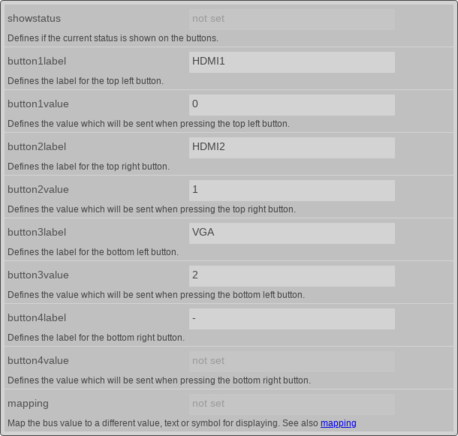 showstatus not set
Defines if the current status is shown on the buttons.
button1label HDMI1
Defines the label for the top left button.
button1value 0
Defines the value which will be sent when pressing the top left button.
button2label HDMI2
Defines the label for the top right button.
button2value 1
Defines the value which will be sent when pressing the top right button.
button3label VGA
Defines the label for the bottom left button.
button3value 2
Defines the value which will be sent when pressing the bottom left button.
button4label -
Defines the label for the bottom right button.
button4value not set
Defines the value which will be sent when pressing the bottom right button.
mapping not set
Map the bus value to a different value, text or symbol for displaying. See also mapping